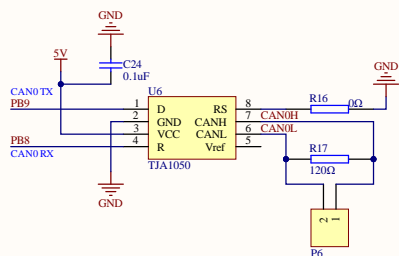 GND
5V
C24
0.1uF
GND
U6
CAN0 TX
PB9
1
D
RS
8
R16
0Ω
2
GND
CANH
7
CAN0H
3
VCC
CANL
6
CAN0L
PB8
4
R
Vref
5
R17
CAN0 RX
TJA1050
120Ω
GND
2
1
P6